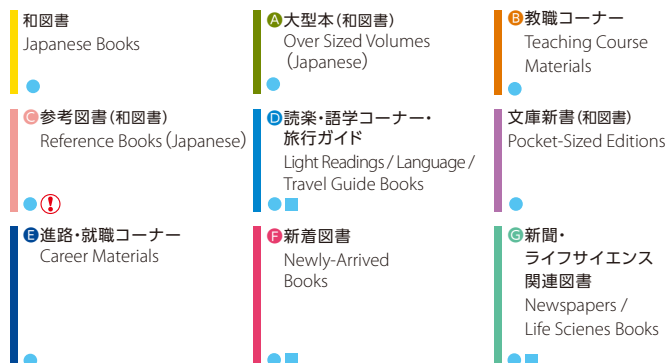 和図書
Japanese Books
A大型本(和図書)
Over Sized Volumes
(Japanese)
B教職コーナー
Teaching Course
Materials
C参考図書(和図書)
Reference Books (Japanese)
D読楽・語学コーナー・
旅行ガイド
Light Readings / Language /
Travel Guide Books
文庫新書(和図書)
Pocket-Sized Editions
E進路・就職コーナー
Career Materials
F新着図書
Newly-Arrived
Books
G新聞・
ライフサイエンス
関連図書
Newspapers /
Life Scienes Books